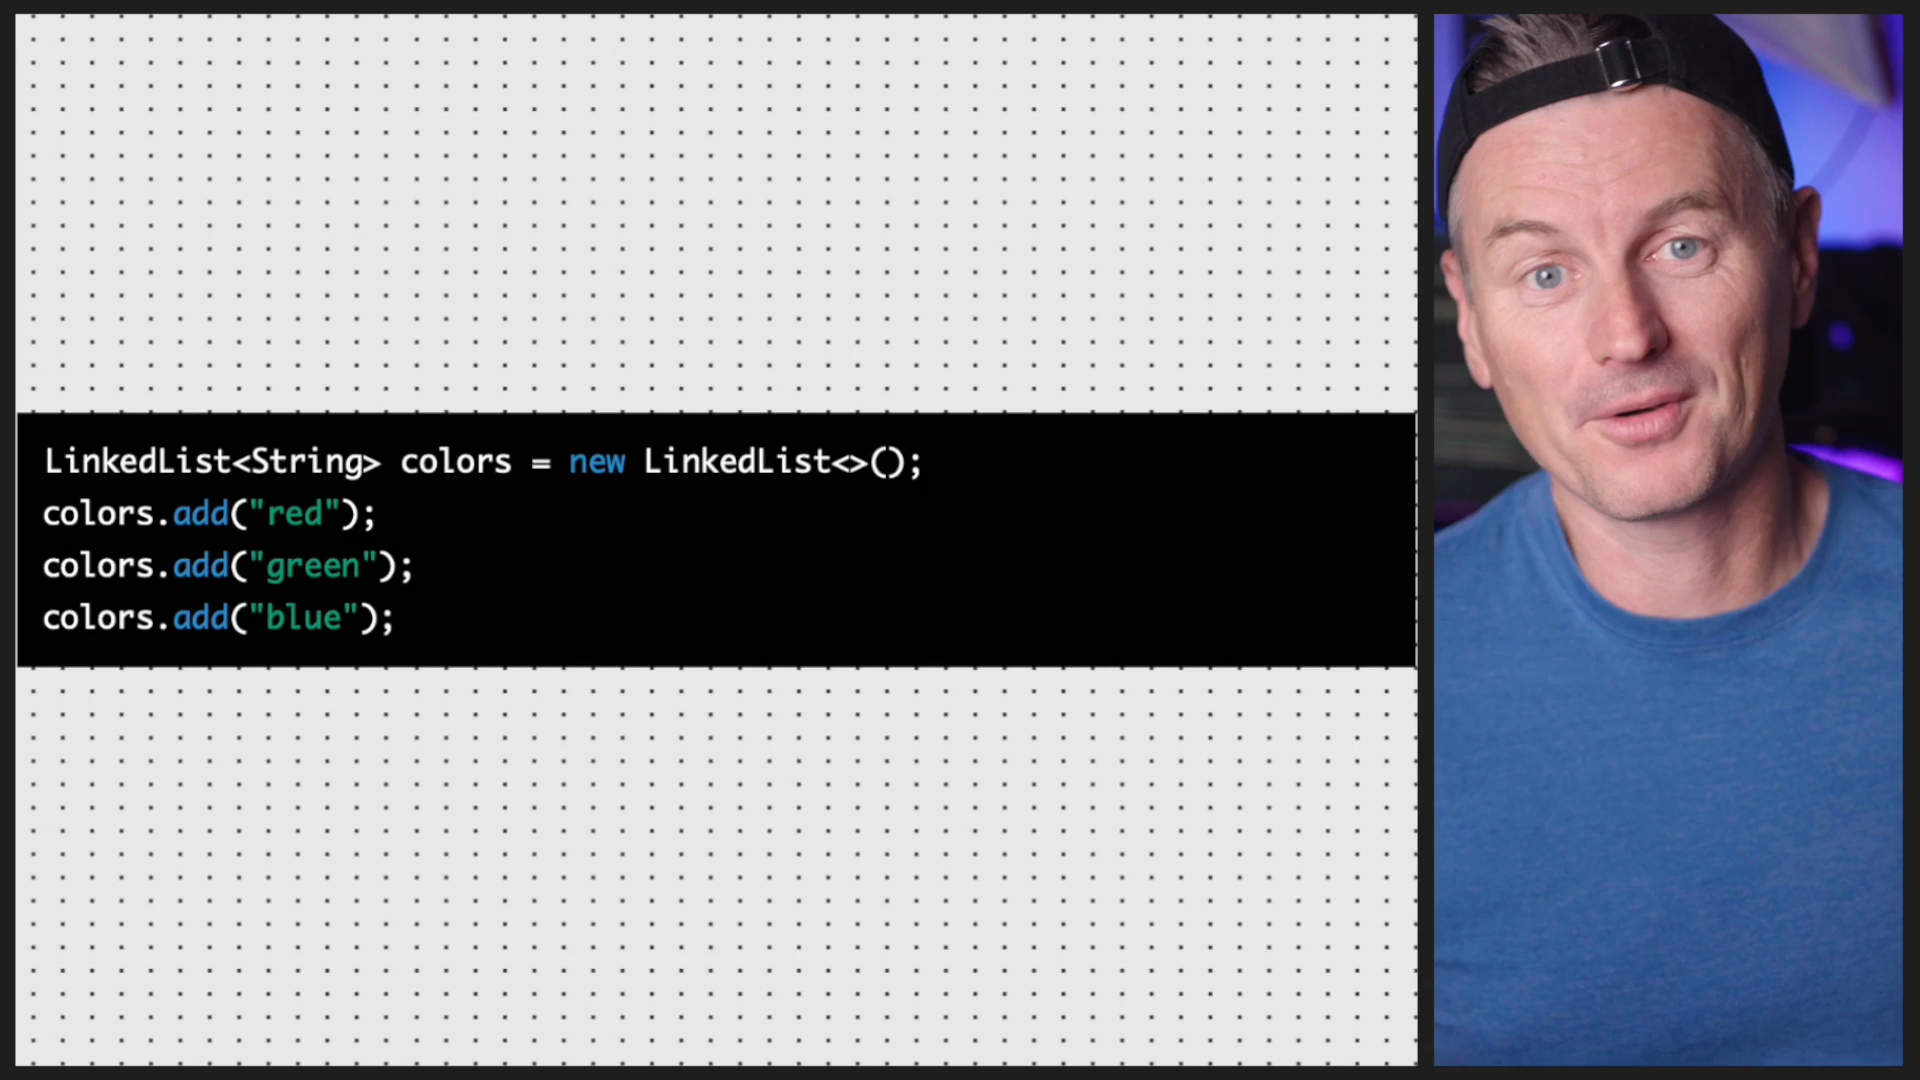 LinkedList<String> colors = new LinkedList<>();
colors.add("red");
colors.add("green");
colors.add("blue");